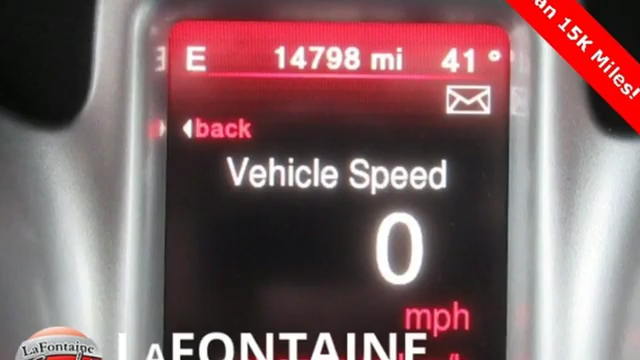 an 15K Miles!
E 14798 mi 41°
back
Vehicle Speed
0
mph
LaFontaine
LAFONTAINE